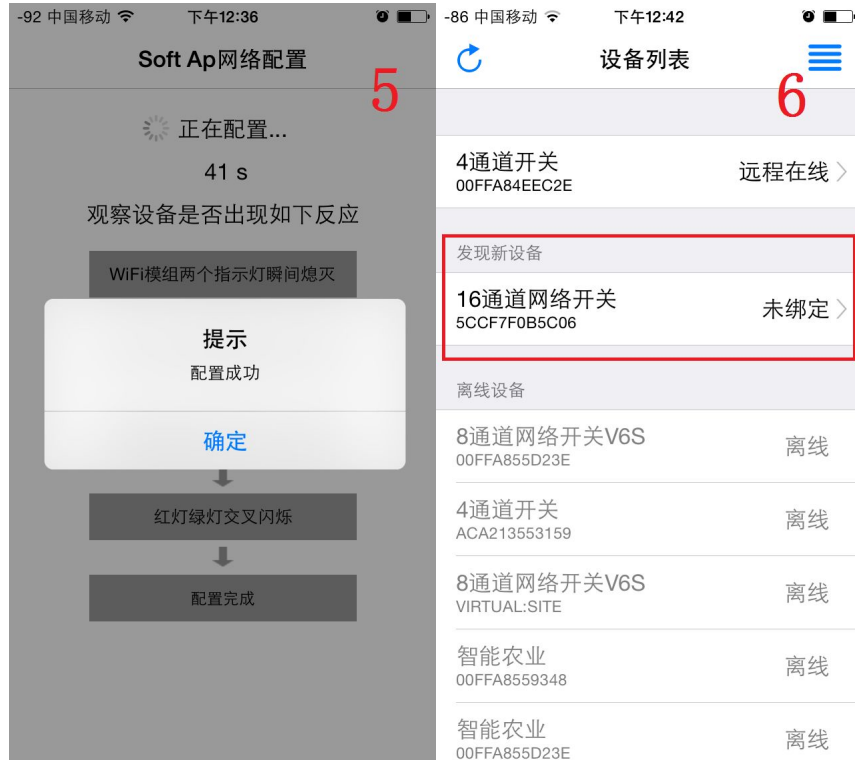 -92 中国移动 下午12:36
Soft Ap网络配置
5
正在配置...
41 s
观察设备是否出现如下反应
WiFi模组两个指示灯瞬间熄灭
提示
配置成功
确定
红灯绿灯交叉闪烁
配置完成
-86 中国移动 下午12:42
设备列表
6
4通道开关
00FFA84EEC2E
远程在线
发现新设备
16通道网络开关
5CCF7F0B5C06
未绑定
离线设备
8通道网络开关V6S
00FFA855D23E
离线
4通道开关
ACA213553159
离线
8通道网络开关V6S
VIRTUAL:SITE
离线
智能农业
00FFA8559348
离线
智能农业
00FFA855D23E
离线